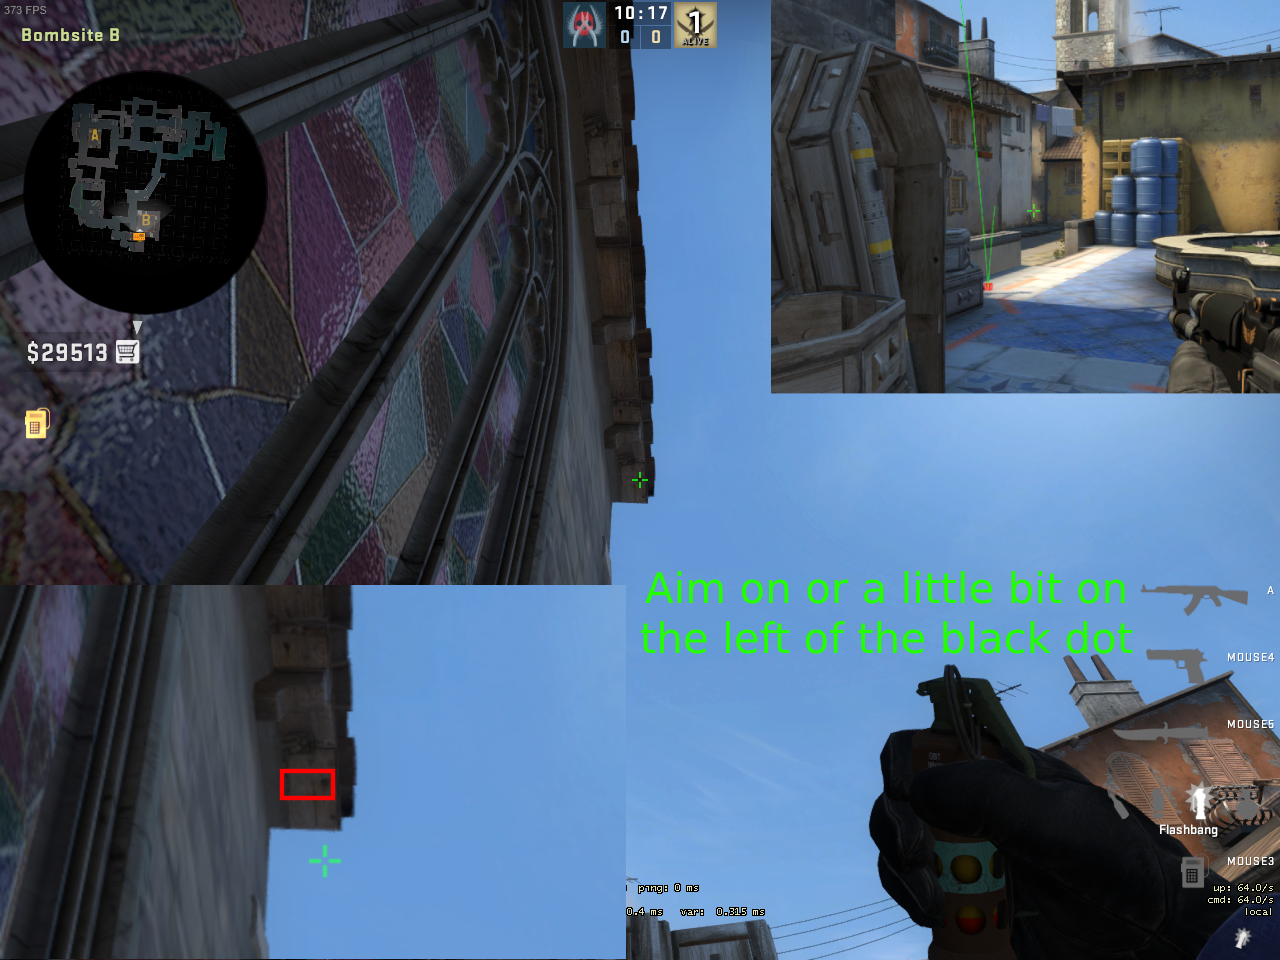 373 FPS
Bombsite B
10:17
0 0
1
ALIVE
A
B
$29513
Aim on or a little bit on
the left of the black dot
A
MOUSE4
MOUSE5
Flashbang
MOUSE3
ping: 0 ms
0.4 ms var: 0.315 ms
up: 64.0/s
cmd: 64.0/s
local